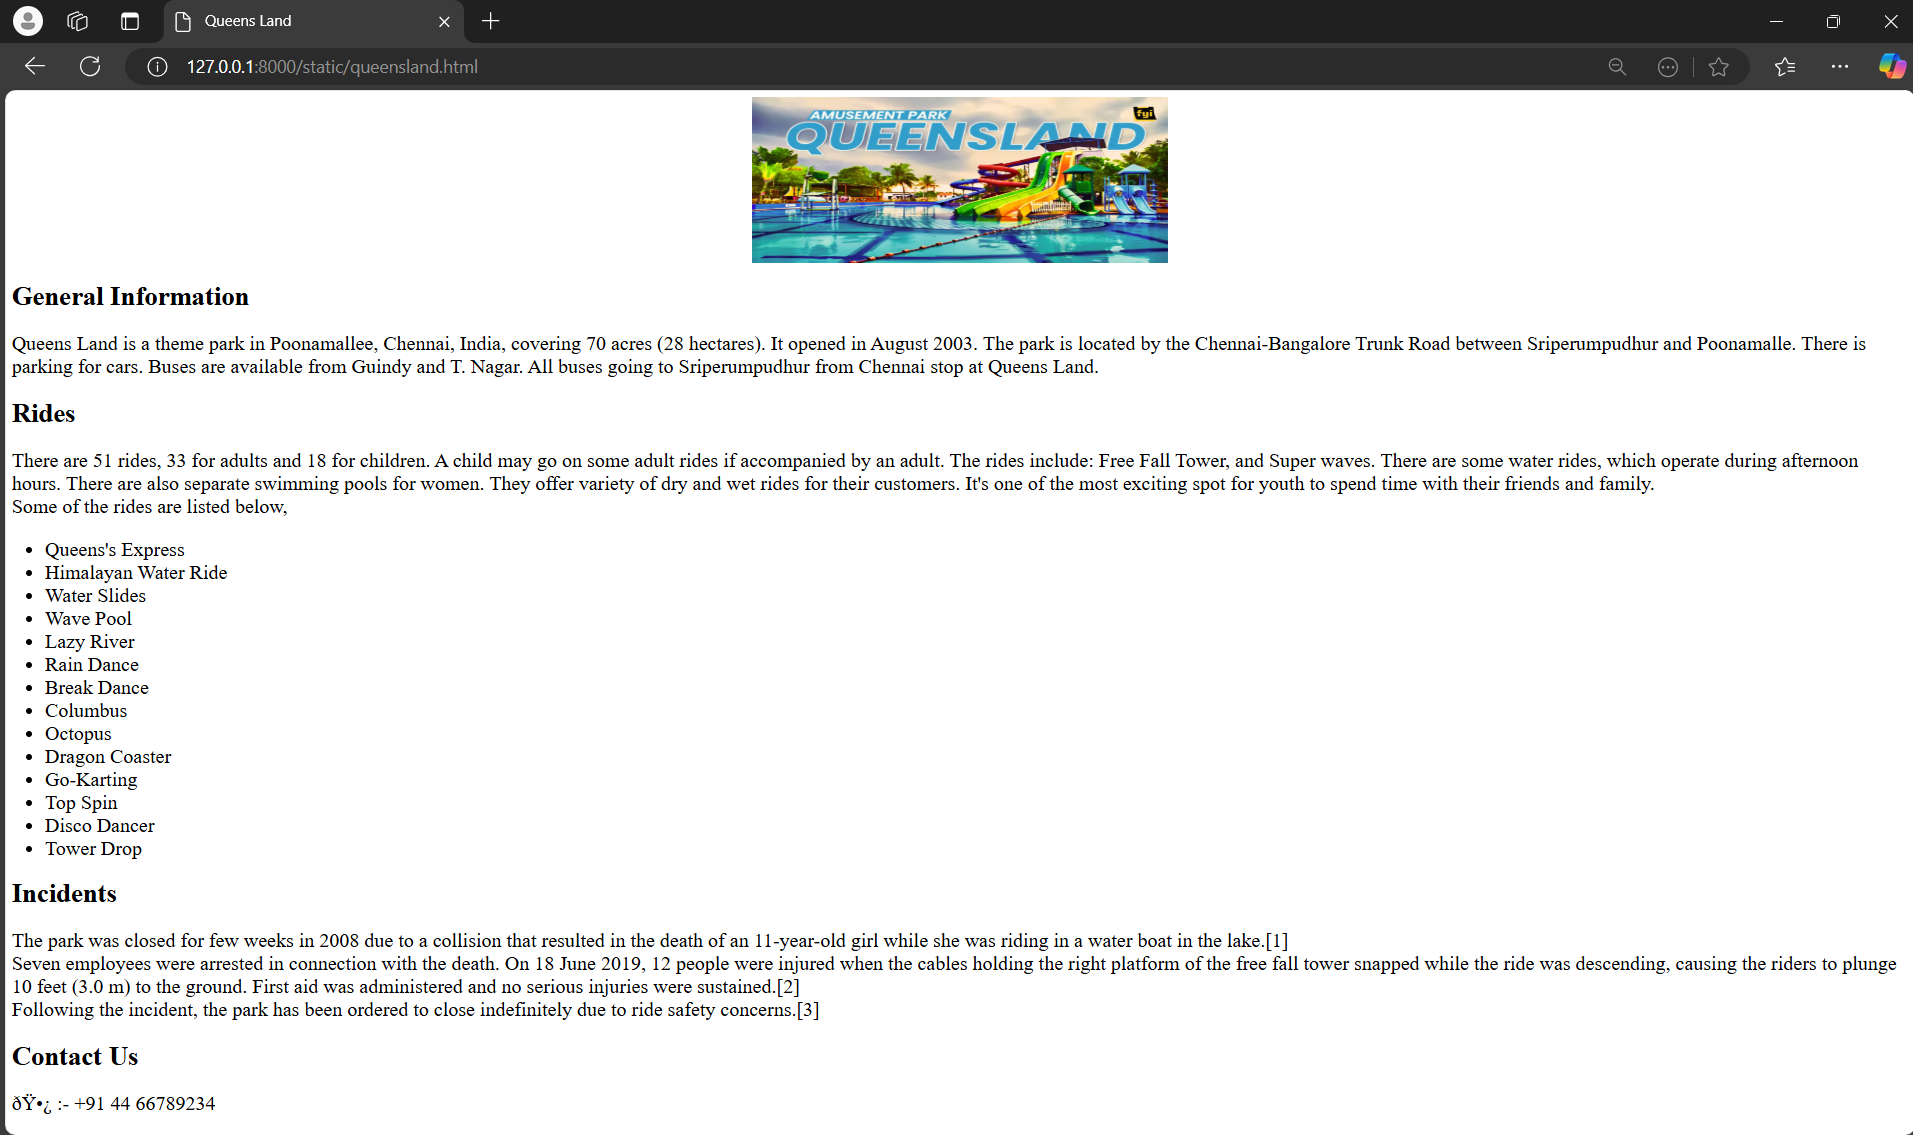 Queens Land
127.0.0.1:8000/static/queensland.html
AMUSEMENT PARK
fyi
QUEENSLAND
General Information
Queens Land is a theme park in Poonamallee, Chennai, India, covering 70 acres (28 hectares). It opened in August 2003. The park is located by the Chennai-Bangalore Trunk Road between Sriperumpudhur and Poonamalle. There is
parking for cars. Buses are available from Guindy and T. Nagar. All buses going to Sriperumpudhur from Chennai stop at Queens Land.
Rides
There are 51 rides, 33 for adults and 18 for children. A child may go on some adult rides if accompanied by an adult. The rides include: Free Fall Tower, and Super waves. There are some water rides, which operate during afternoon
hours. There are also separate swimming pools for women. They offer variety of dry and wet rides for their customers. It's one of the most exciting spot for youth to spend time with their friends and family.
Some of the rides are listed below,
• Queens's Express
• Himalayan Water Ride
• Water Slides
• Wave Pool
• Lazy River
• Rain Dance
• Break Dance
• Columbus
• Octopus
• Dragon Coaster
• Go-Karting
• Top Spin
• Disco Dancer
• Tower Drop
Incidents
The park was closed for few weeks in 2008 due to a collision that resulted in the death of an 11-year-old girl while she was riding in a water boat in the lake.[1]
Seven employees were arrested in connection with the death. On 18 June 2019, 12 people were injured when the cables holding the right platform of the free fall tower snapped while the ride was descending, causing the riders to plunge
10 feet (3.0 m) to the ground. First aid was administered and no serious injuries were sustained.[2]
Following the incident, the park has been ordered to close indefinitely due to ride safety concerns.[3]
Contact Us
ðŸ•¿ :- +91 44 66789234